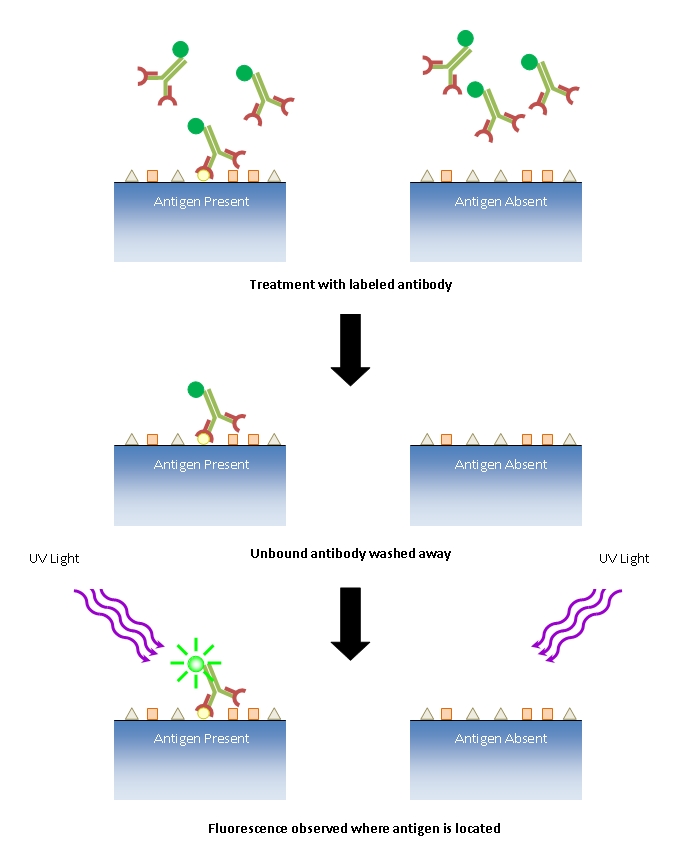 Antigen Present
Antigen Absent
Treatment with labeled antibody
Antigen Present
Antigen Absent
Unbound antibody washed away
UV Light
UV Light
Antigen Present
Antigen Absent
Fluorescence observed where antigen is located